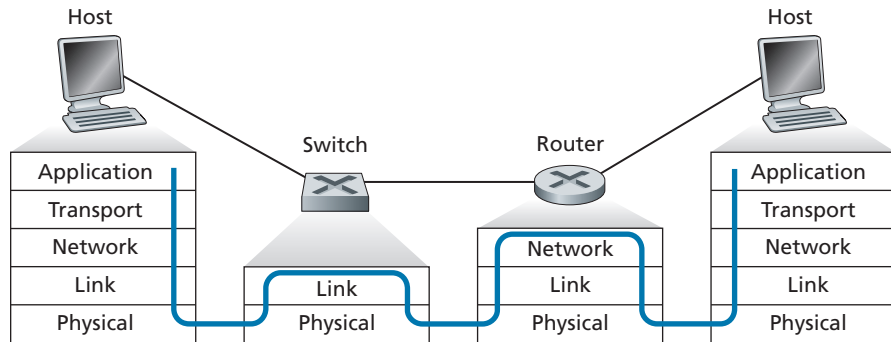 Host
Host
Switch
Router
Application
Application
Transport
Transport
Network
Network
Network
Link
Link
Link
Link
Physical
Physical
Physical
Physical